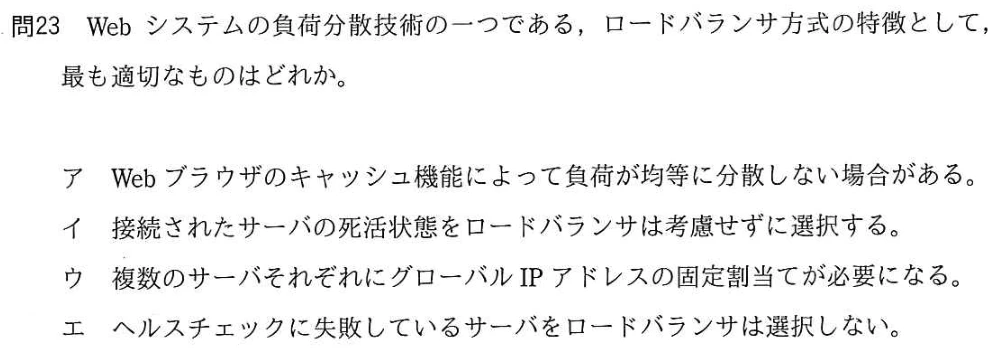 問23 Web システムの負荷分散技術の一つである，ロードバランサ方式の特徴として，
最も適切なものはどれか。
ア Web ブラウザのキャッシュ機能によって負荷が均等に分散しない場合がある。
イ 接続されたサーバの死活状態をロードバランサは考慮せずに選択する。
ウ 複数のサーバそれぞれにグローバル IP アドレスの固定割当てが必要になる。
エ ヘルスチェックに失敗しているサーバをロードバランサは選択しない。